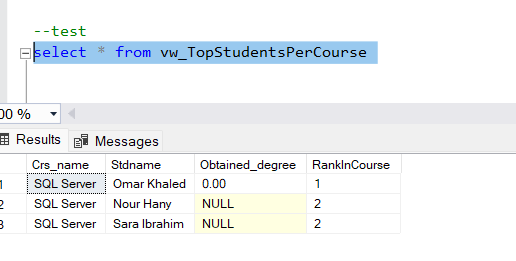 --test
select * from vw_TopStudentsPerCourse
00 %
Results Messages
Crs_name Stdname Obtained_degree RankInCourse
1 SQL Server Omar Khaled 0.00 1
2 SQL Server Nour Hany NULL 2
3 SQL Server Sara Ibrahim NULL 2